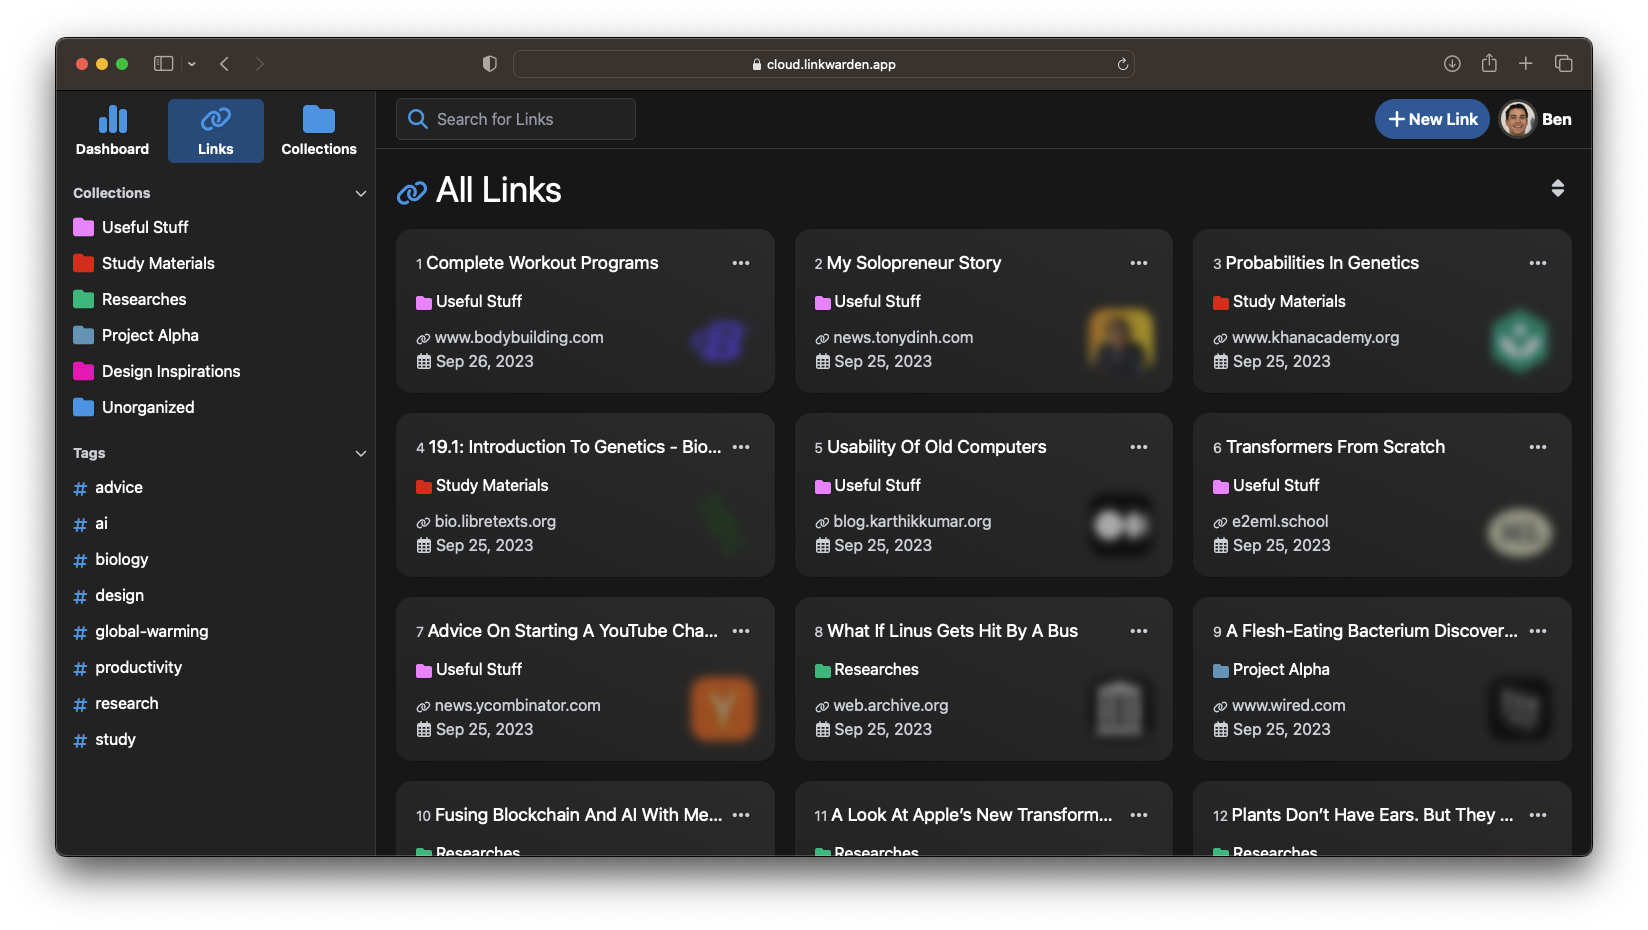 cloud.linkwarden.app
Dashboard
Links
Collections
Search for Links
+ New Link
Ben
Collections
Useful Stuff
Study Materials
Researches
Project Alpha
Design Inspirations
Unorganized
Tags
# advice
# ai
# biology
# design
# global-warming
# productivity
# research
# study
All Links
1 Complete Workout Programs
Useful Stuff
www.bodybuilding.com
Sep 26, 2023
2 My Solopreneur Story
Useful Stuff
news.tonydinh.com
Sep 25, 2023
3 Probabilities In Genetics
Study Materials
www.khanacademy.org
Sep 25, 2023
4 19.1: Introduction To Genetics - Bio...
Study Materials
bio.libretexts.org
Sep 25, 2023
5 Usability Of Old Computers
Useful Stuff
blog.karthikkumar.org
Sep 25, 2023
6 Transformers From Scratch
Useful Stuff
e2eml.school
Sep 25, 2023
7 Advice On Starting A YouTube Cha...
Useful Stuff
news.ycombinator.com
Sep 25, 2023
8 What If Linus Gets Hit By A Bus
Researches
web.archive.org
Sep 25, 2023
9 A Flesh-Eating Bacterium Discover...
Project Alpha
www.wired.com
Sep 25, 2023
10 Fusing Blockchain And AI With Me...
Researches
11 A Look At Apple’s New Transform...
Researches
12 Plants Don’t Have Ears. But They ...
Researches